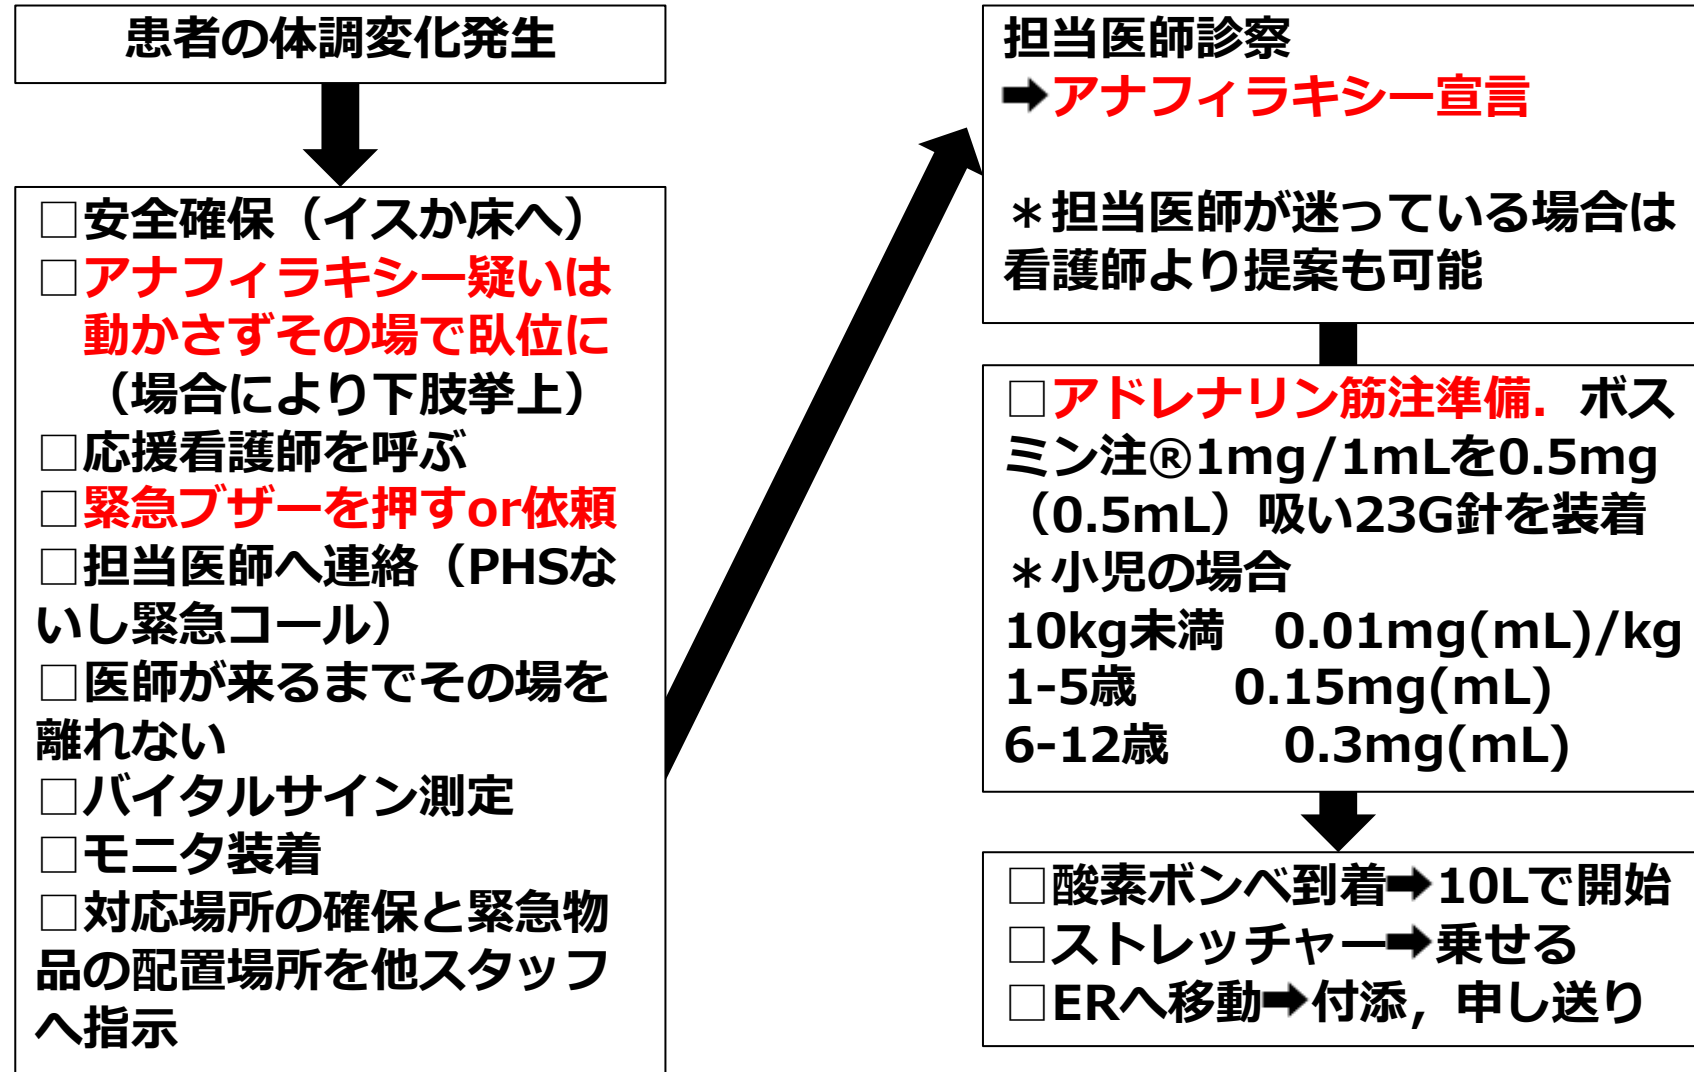 患者の体調変化発生
□安全確保（イスか床へ）
□アナフィラキシー疑いは
動かさずその場で臥位に
（場合により下肢挙上）
□応援看護師を呼ぶ
□緊急ブザーを押すor依頼
□担当医師へ連絡（PHSな
いし緊急コール）
□医師が来るまでその場を
離れない
□バイタルサイン測定
□モニタ装着
□対応場所の確保と緊急物
品の配置場所を他スタッフ
へ指示
担当医師診察
➡アナフィラキシー宣言
＊担当医師が迷っている場合は
看護師より提案も可能
□アドレナリン筋注準備．ボス
ミン注®1mg/1mLを0.5mg
（0.5mL）吸い23G針を装着
＊小児の場合
10kg未満　0.01mg(mL)/kg
1-5歳　　0.15mg(mL)
6-12歳　　0.3mg(mL)
□酸素ボンベ到着➡10Lで開始
□ストレッチャー➡乗せる
□ERへ移動➡付添，申し送り